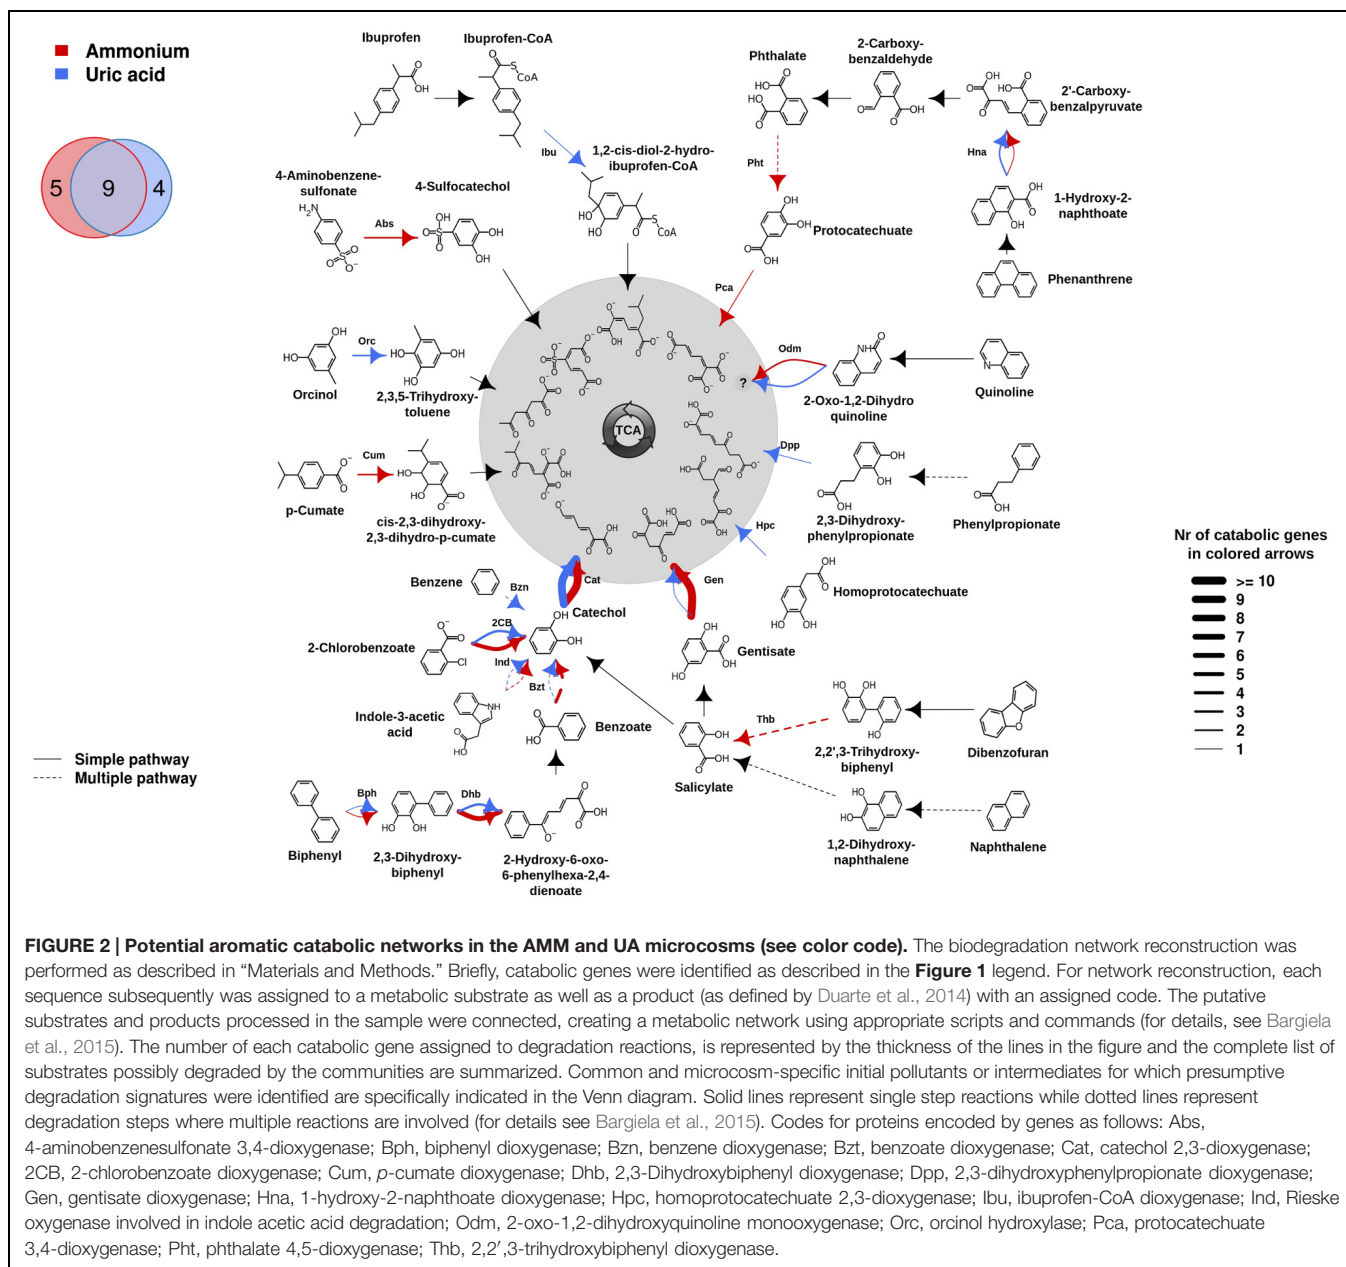 Ammonium
Uric acid
5
9
4
Ibuprofen
Ibuprofen-CoA
Ibu
1,2-cis-diol-2-hydro-
ibuprofen-CoA
4-Aminobenzene-
sulfonate
Abs
4-Sulfocatechol
Phthalate
2-Carboxy-
benzaldehyde
2'-Carboxy-
benzalpyruvate
Hna
1-Hydroxy-2-
naphthoate
Phenanthrene
Pht
Protocatechuate
Pca
Orcinol
Orc
2,3,5-Trihydroxy-
toluene
p-Cumate
Cum
cis-2,3-dihydroxy-
2,3-dihydro-p-cumate
TCA
?
Odm
2-Oxo-1,2-Dihydro
quinoline
Quinoline
Dpp
2,3-Dihydroxy-
phenylpropionate
Phenylpropionate
Hpc
Homoprotocatechuate
Gen
Gentisate
Cat
Catechol
Benzene
Bzn
2CB
2-Chlorobenzoate
Ind
Indole-3-acetic
acid
Bzt
Benzoate
Salicylate
Thb
2,2',3-Trihydroxy-
biphenyl
Dibenzofuran
1,2-Dihydroxy-
naphthalene
Naphthalene
Biphenyl
Bph
2,3-Dihydroxy-
biphenyl
Dhb
2-Hydroxy-6-oxo-
6-phenylhexa-2,4-
dienoate
Simple pathway
Multiple pathway
Nr of catabolic genes
in colored arrows
>= 10
9
8
7
6
5
4
3
2
1
FIGURE 2 | Potential aromatic catabolic networks in the AMM and UA microcosms (see color code). The biodegradation network reconstruction was
performed as described in “Materials and Methods.” Briefly, catabolic genes were identified as described in the Figure 1 legend. For network reconstruction, each
sequence subsequently was assigned to a metabolic substrate as well as a product (as defined by Duarte et al., 2014) with an assigned code. The putative
substrates and products processed in the sample were connected, creating a metabolic network using appropriate scripts and commands (for details, see Bargiela
et al., 2015). The number of each catabolic gene assigned to degradation reactions, is represented by the thickness of the lines in the figure and the complete list of
substrates possibly degraded by the communities are summarized. Common and microcosm-specific initial pollutants or intermediates for which presumptive
degradation signatures were identified are specifically indicated in the Venn diagram. Solid lines represent single step reactions while dotted lines represent
degradation steps where multiple reactions are involved (for details see Bargiela et al., 2015). Codes for proteins encoded by genes as follows: Abs,
4-aminobenzenesulfonate 3,4-dioxygenase; Bph, biphenyl dioxygenase; Bzn, benzene dioxygenase; Bzt, benzoate dioxygenase; Cat, catechol 2,3-dioxygenase;
2CB, 2-chlorobenzoate dioxygenase; Cum, p-cumate dioxygenase; Dhb, 2,3-Dihydroxybiphenyl dioxygenase; Dpp, 2,3-dihydroxyphenylpropionate dioxygenase;
Gen, gentisate dioxygenase; Hna, 1-hydroxy-2-naphthoate dioxygenase; Hpc, homoprotocatechuate 2,3-dioxygenase; Ibu, ibuprofen-CoA dioxygenase; Ind, Rieske
oxygenase involved in indole acetic acid degradation; Odm, 2-oxo-1,2-dihydroxyquinoline monooxygenase; Orc, orcinol hydroxylase; Pca, protocatechuate
3,4-dioxygenase; Pht, phthalate 4,5-dioxygenase; Thb, 2,2′,3-trihydroxybiphenyl dioxygenase.